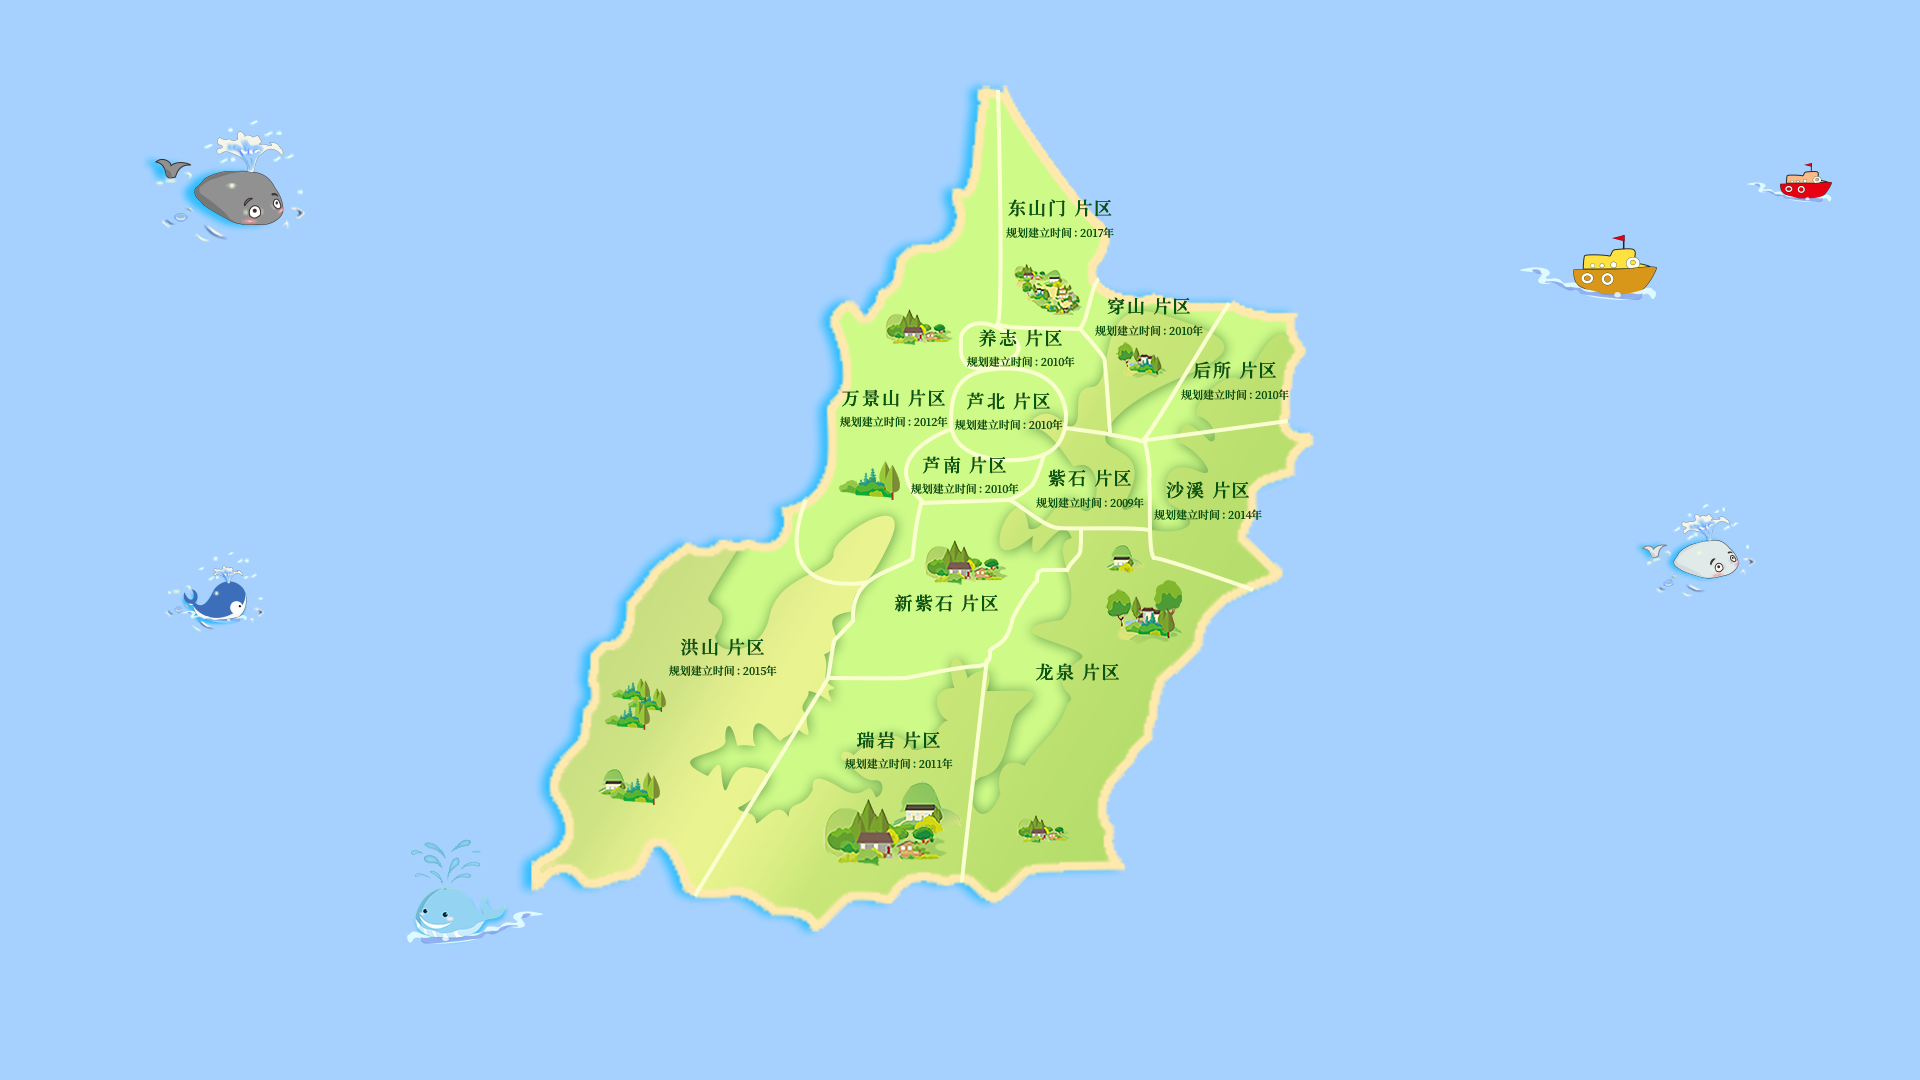 东山门 片区
规划建立时间 : 2017年
穿山 片区
规划建立时间 : 2010年
养志 片区
规划建立时间 : 2010年
后所 片区
规划建立时间 : 2010年
万景山 片区
规划建立时间 : 2012年
芦北 片区
规划建立时间 : 2010年
芦南 片区
规划建立时间 : 2010年
紫石 片区
规划建立时间 : 2009年
沙溪 片区
规划建立时间 : 2014年
新紫石 片区
洪山 片区
规划建立时间 : 2015年
龙泉 片区
瑞岩 片区
规划建立时间 : 2011年